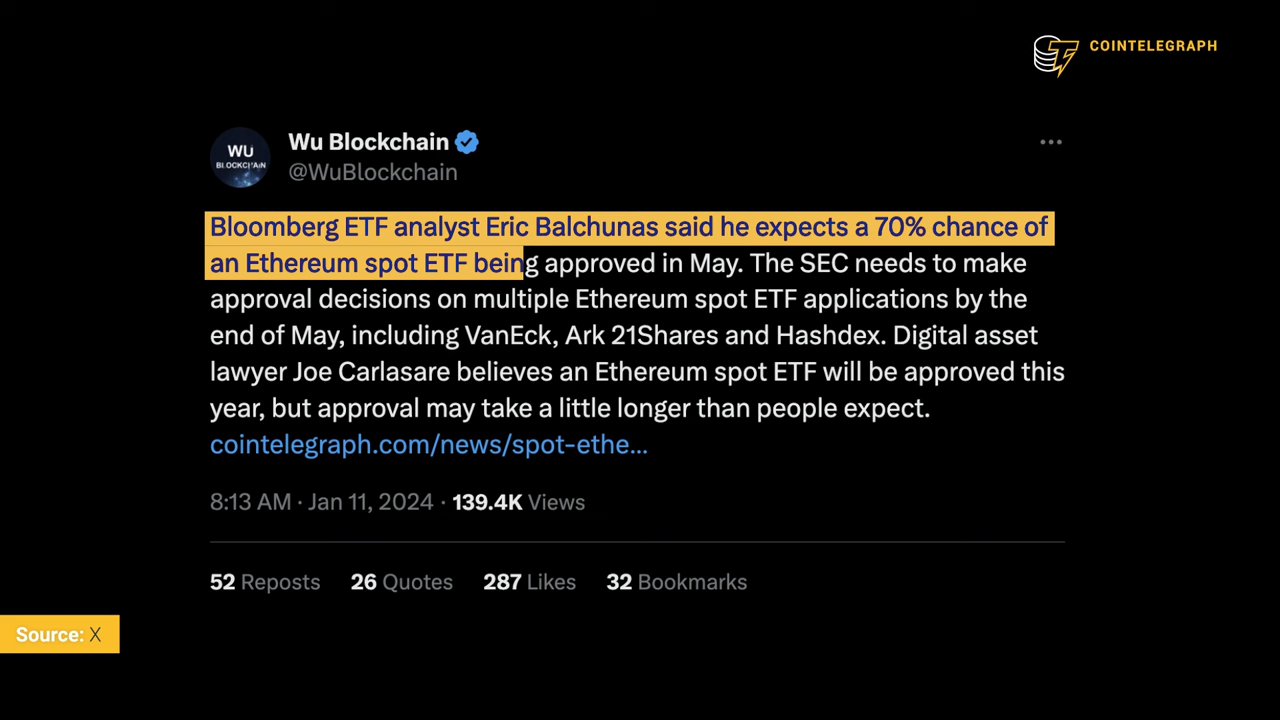 COINTELEGRAPH
WU
BLOCKCHAIN
Wu Blockchain
@WuBlockchain
Bloomberg ETF analyst Eric Balchunas said he expects a 70% chance of
an Ethereum spot ETF being approved in May. The SEC needs to make
approval decisions on multiple Ethereum spot ETF applications by the
end of May, including VanEck, Ark 21Shares and Hashdex. Digital asset
lawyer Joe Carlasare believes an Ethereum spot ETF will be approved this
year, but approval may take a little longer than people expect.
cointelegraph.com/news/spot-ethe...
8:13 AM · Jan 11, 2024 · 139.4K Views
52 Reposts 26 Quotes 287 Likes 32 Bookmarks
Source: X